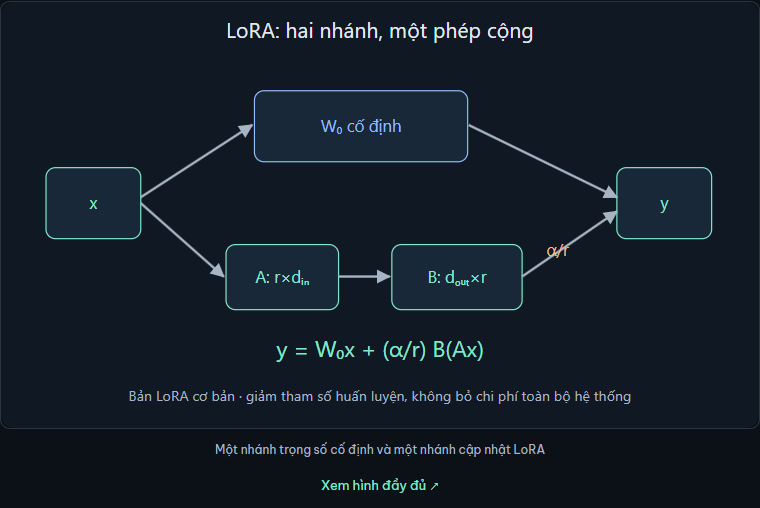 LoRA: hai nhánh, một phép cộng
W₀ cố định
x
y
α/r
A: r×dᵢₙ
B: dₒᵤₜ×r
y = W₀x + (α/r) B(Ax)
Bản LoRA cơ bản · giảm tham số huấn luyện, không bỏ chi phí toàn bộ hệ thống
Một nhánh trọng số cố định và một nhánh cập nhật LoRA
Xem hình đầy đủ ↗